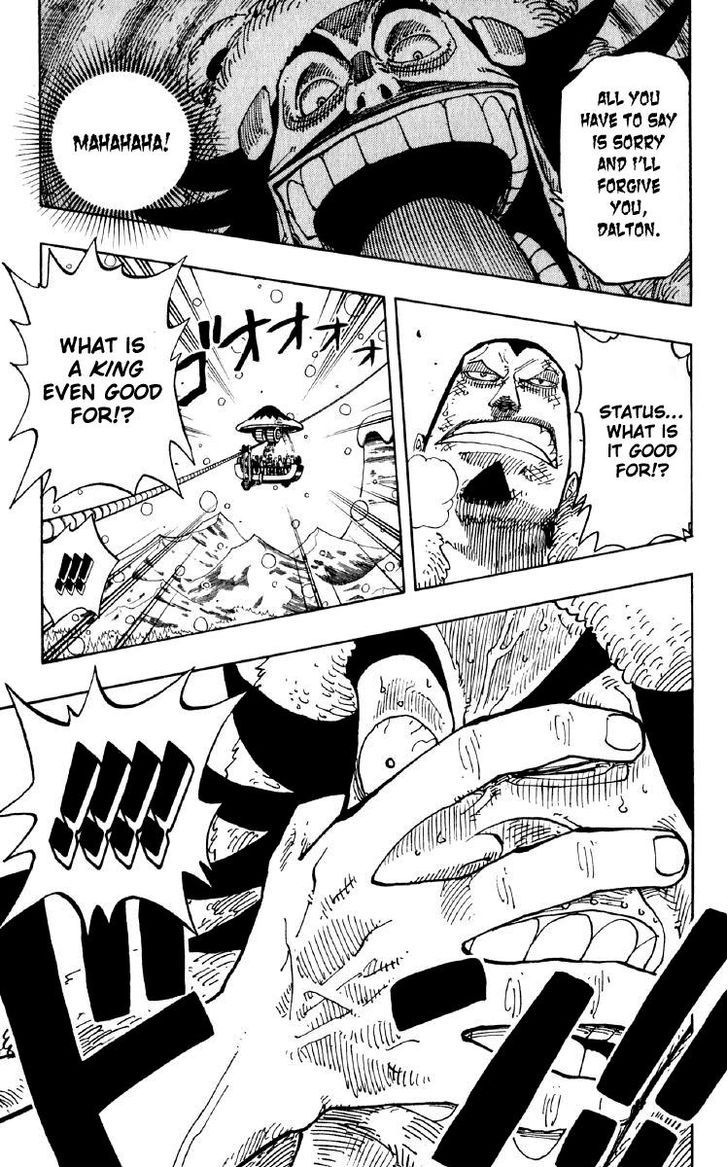 ALL YOU
HAVE TO SAY
IS SORRY
AND I'LL
FORGIVE
YOU,
DALTON.
MAHAHAHA!
STATUS...
WHAT IS
IT GOOD
FOR!?
WHAT IS
A KING
EVEN GOOD
FOR!?
ゴオオオ
!!!
!!!!
ド!!!